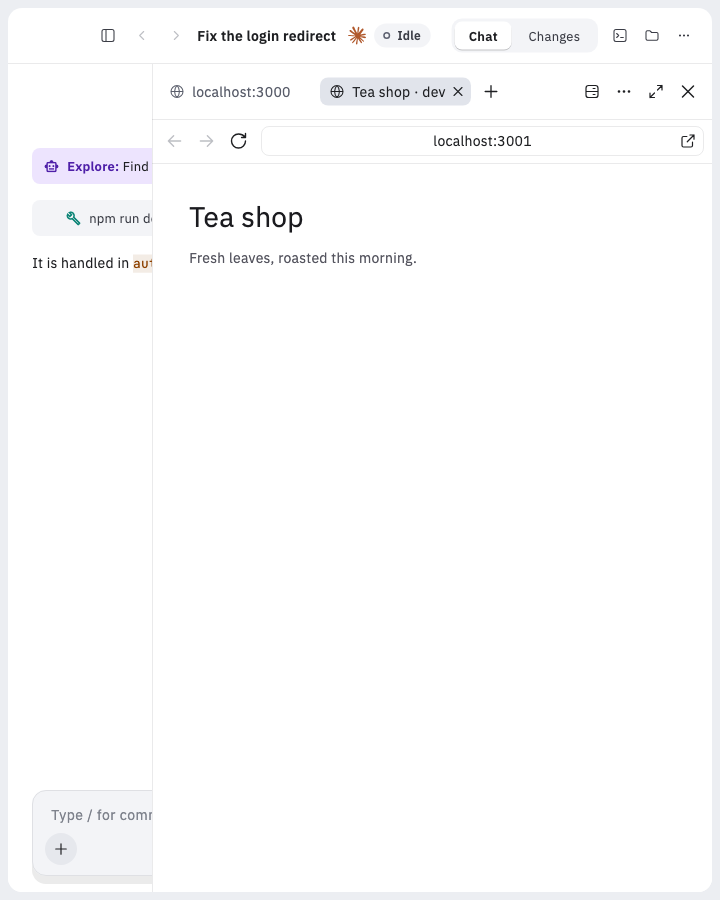 Fix the login redirect
Idle
Chat
Changes
localhost:3000
Tea shop · dev
localhost:3001
Explore: Find
npm run
It is handled in
Type / for
Tea shop
Fresh leaves, roasted this morning.